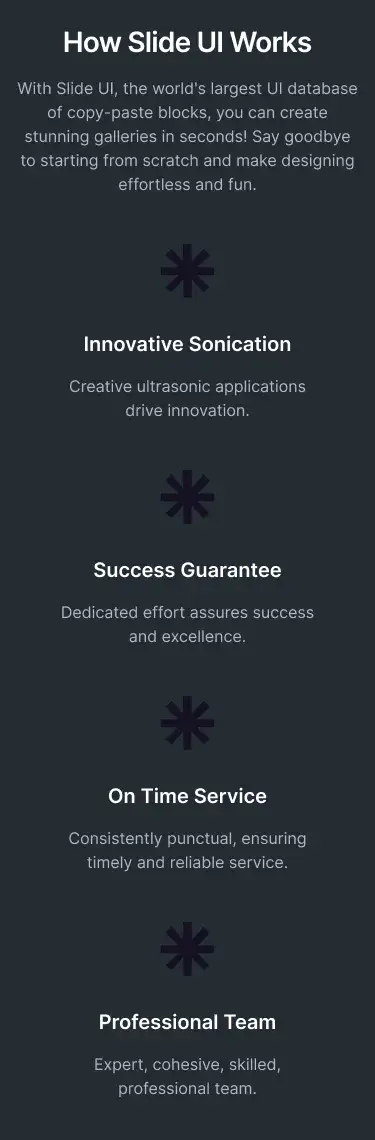 How Slide UI Works
With Slide UI, the world's largest UI database
of copy-paste blocks, you can create
stunning galleries in seconds! Say goodbye
to starting from scratch and make designing
effortless and fun.
Innovative Sonication
Creative ultrasonic applications
drive innovation.
Success Guarantee
Dedicated effort assures success
and excellence.
On Time Service
Consistently punctual, ensuring
timely and reliable service.
Professional Team
Expert, cohesive, skilled,
professional team.